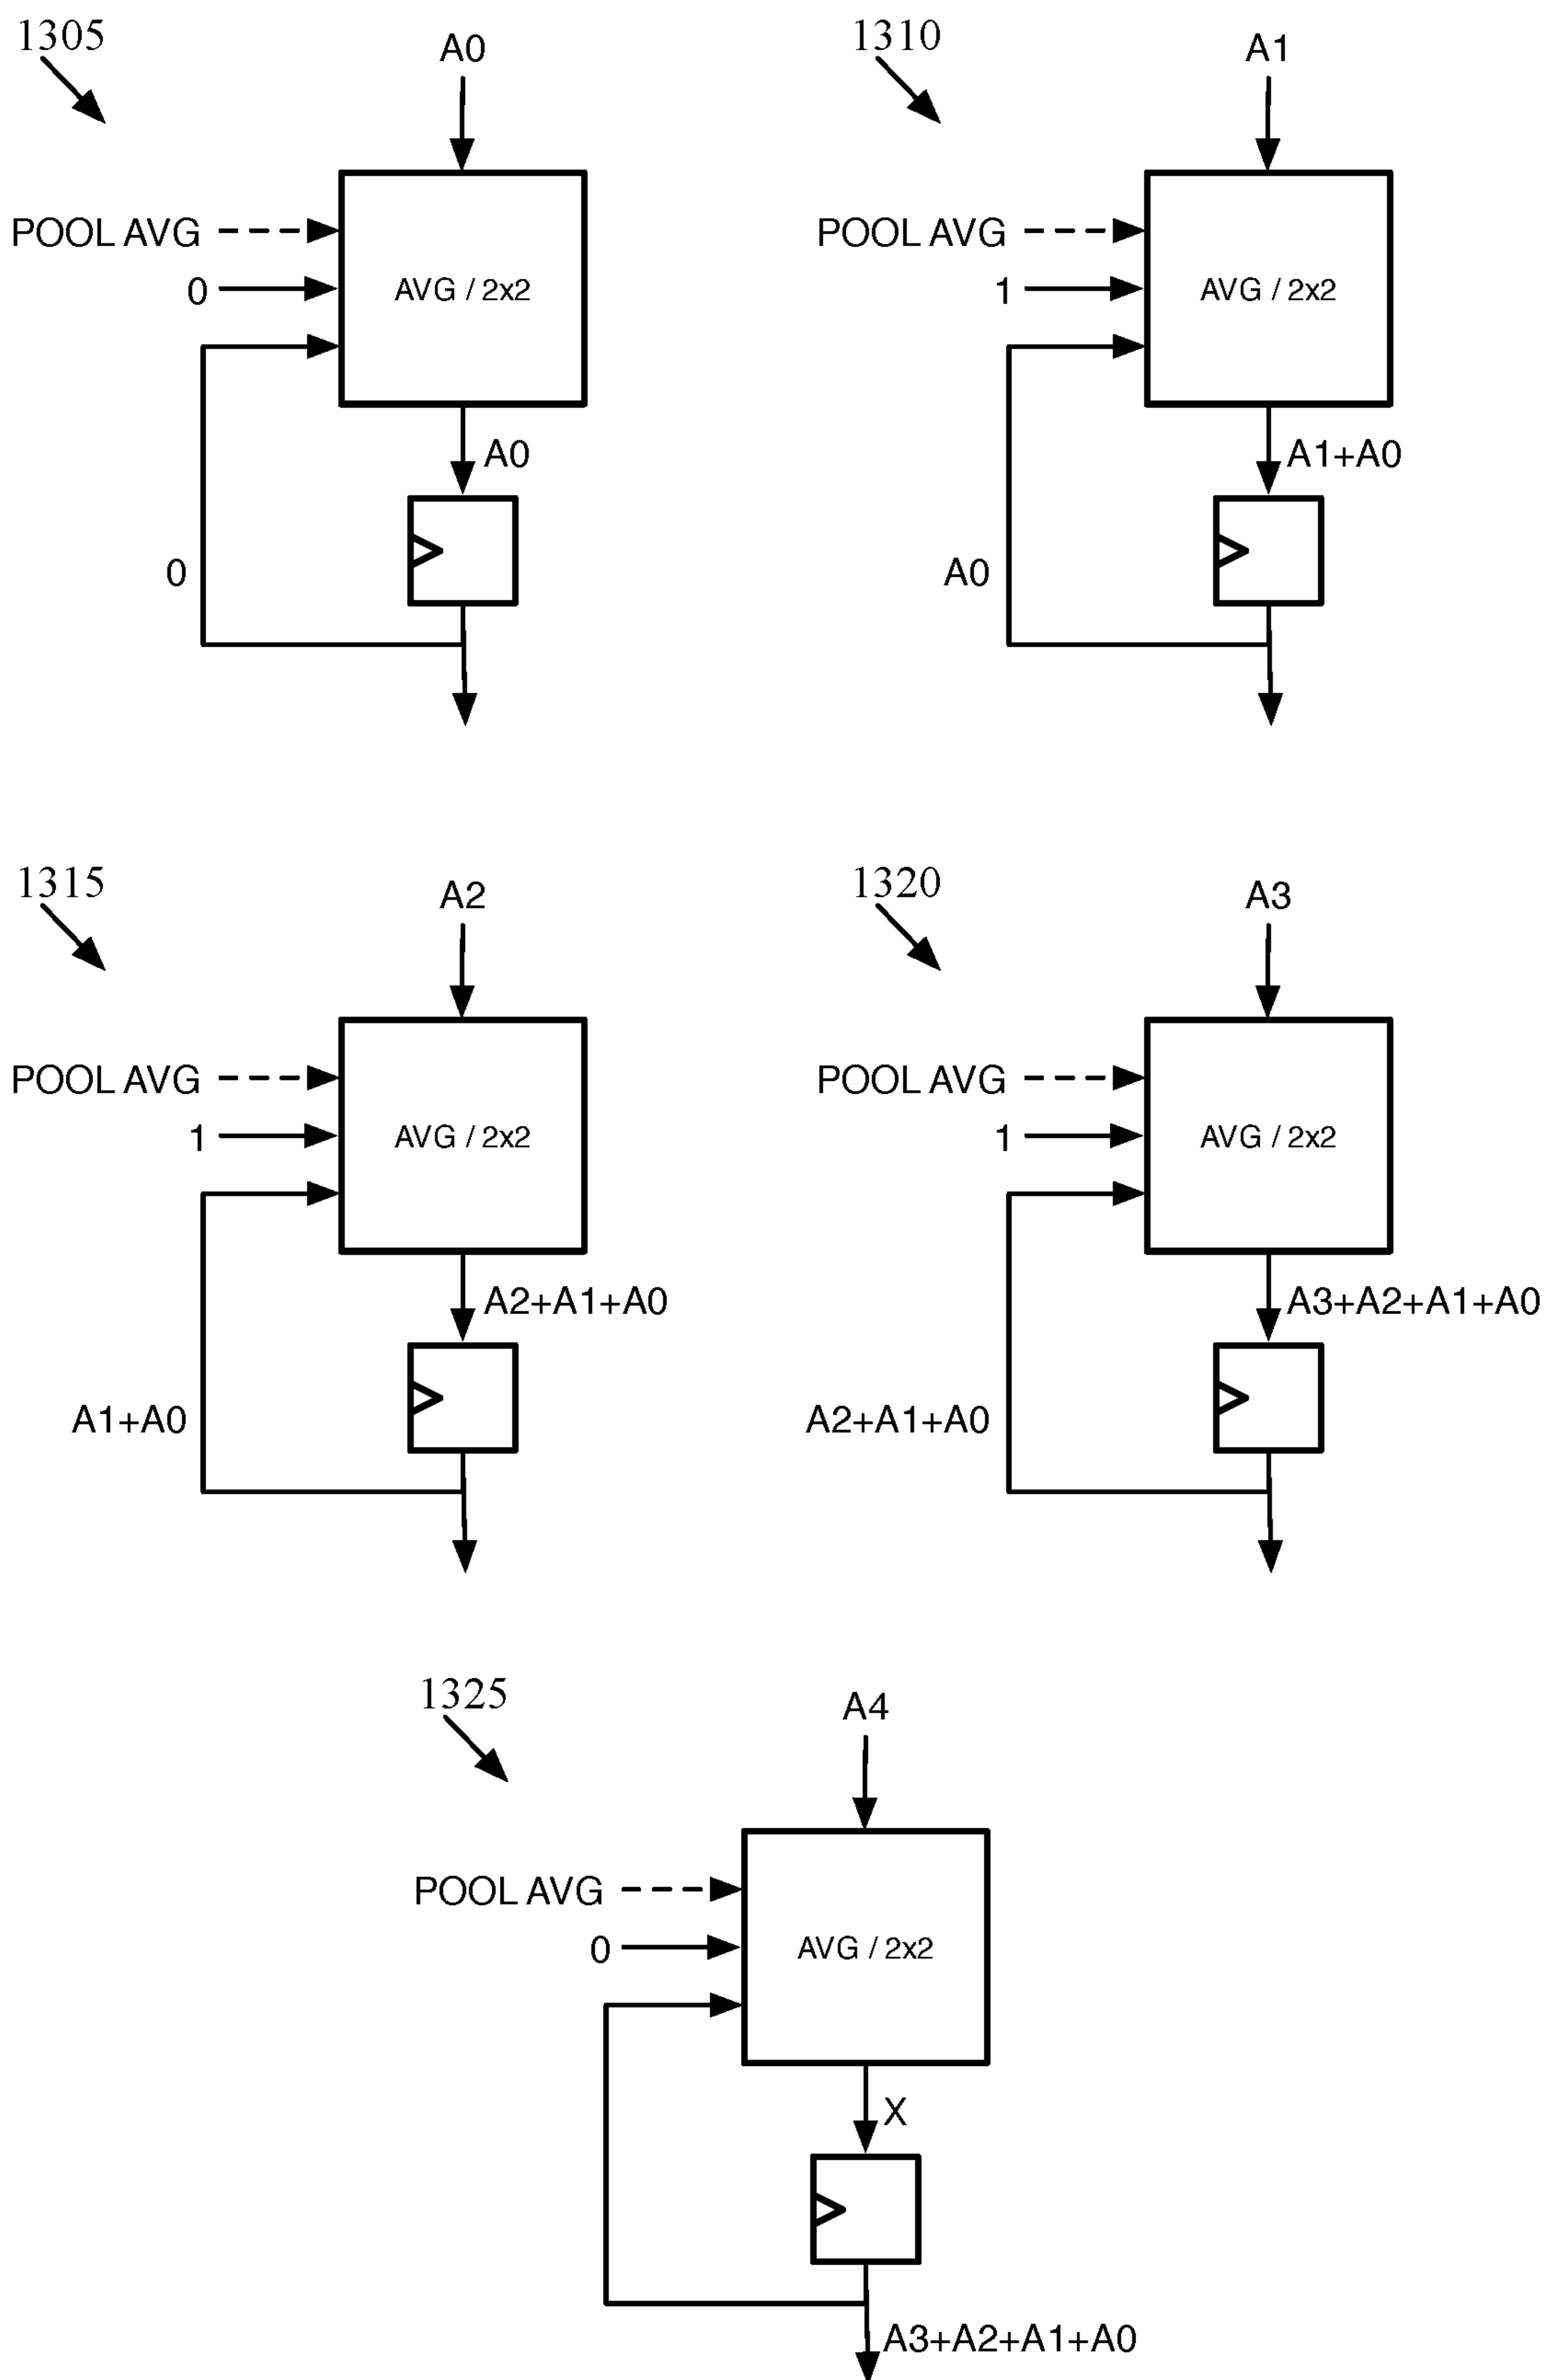 1305
A0
POOL AVG
0
AVG / 2x2
A0
0
1310
A1
POOL AVG
1
AVG / 2x2
A1+A0
A0
1315
A2
POOL AVG
1
AVG / 2x2
A2+A1+A0
A1+A0
1320
A3
POOL AVG
1
AVG / 2x2
A3+A2+A1+A0
A2+A1+A0
1325
A4
POOL AVG
0
AVG / 2x2
X
A3+A2+A1+A0